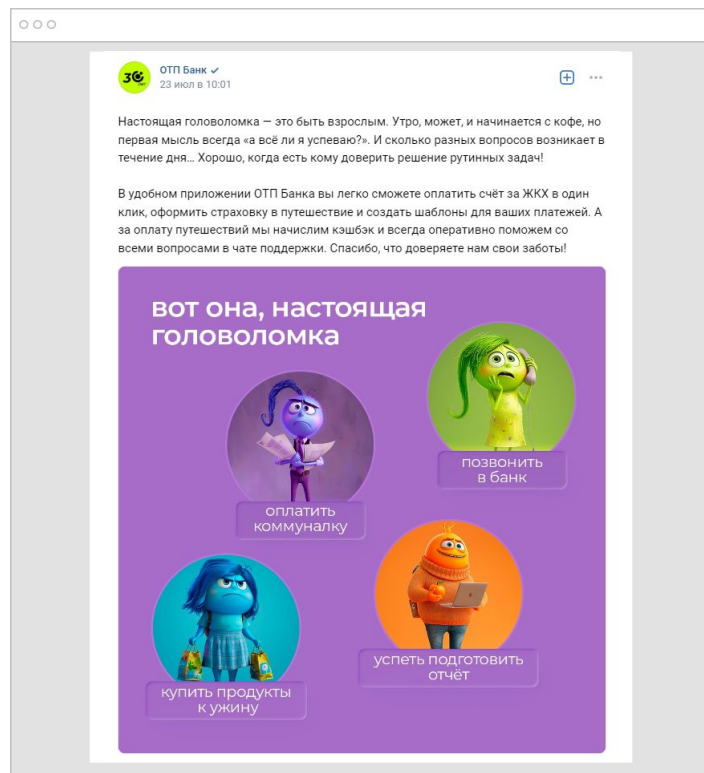 ОТП Банк
23 июл в 10:01
Настоящая головоломка — это быть взрослым. Утро, может, и начинается с кофе, но
первая мысль всегда «а всё ли я успеваю?». И сколько разных вопросов возникает в
течение дня... Хорошо, когда есть кому доверить решение рутинных задач!
В удобном приложении ОТП Банка вы легко сможете оплатить счёт за ЖКХ в один
клик, оформить страховку в путешествие и создать шаблоны для ваших платежей. А
за оплату путешествий мы начислим кэшбэк и всегда оперативно поможем со
всеми вопросами в чате поддержки. Спасибо, что доверяете нам свои заботы!
вот она, настоящая
головоломка
позвонить
в банк
оплатить
коммуналку
успеть подготовить
отчёт
купить продукты
к ужину